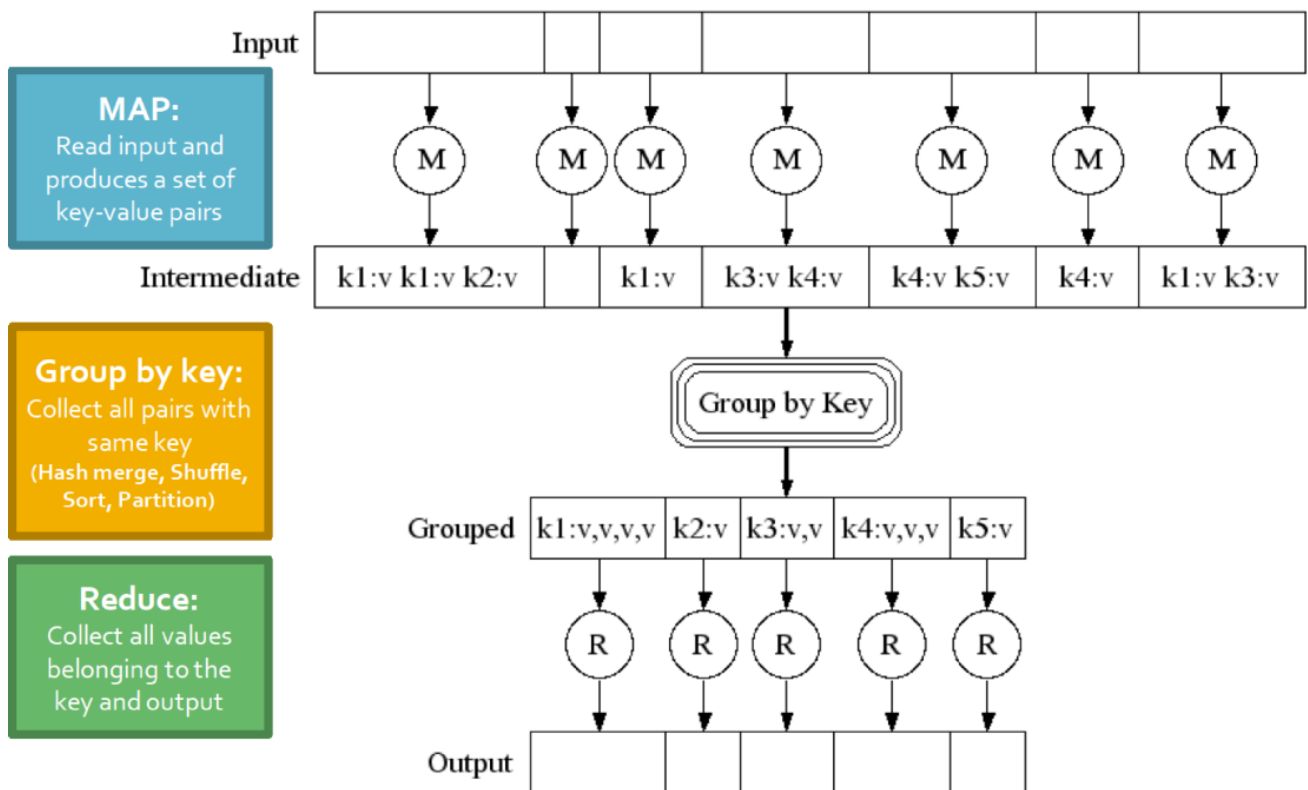 Input
MAP:
Read input and
produces a set of
key-value pairs
M M M M M M M
Intermediate
k1:v k1:v k2:v k1:v k3:v k4:v k4:v k5:v k4:v k1:v k3:v
Group by key:
Collect all pairs with
same key
(Hash merge, Shuffle,
Sort, Partition)
Group by Key
Grouped
k1:v,v,v,v k2:v k3:v,v k4:v,v,v k5:v
Reduce:
Collect all values
belonging to the
key and output
R R R R R
Output